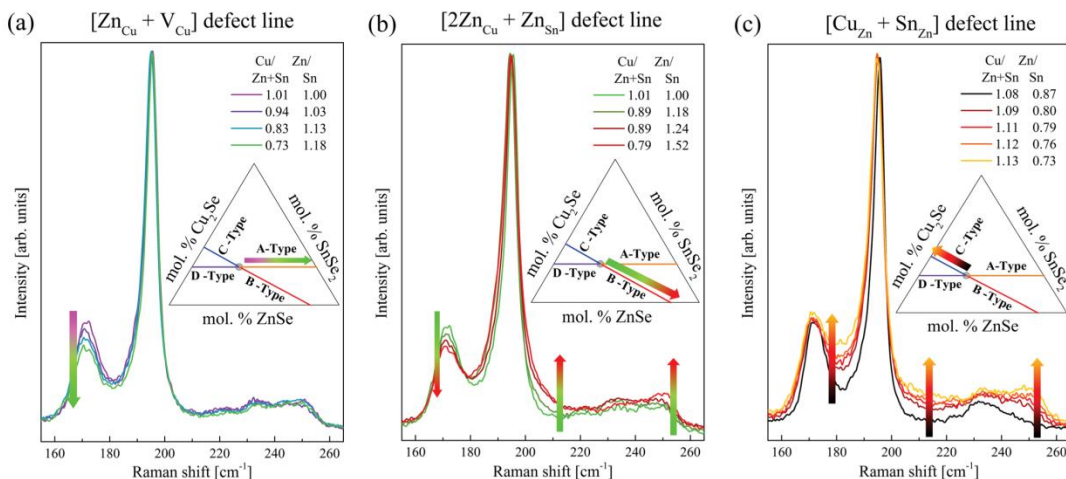 (a) [Zn_Cu + V_Cu] defect line
Cu/ Zn/
Zn+Sn Sn
1.01 1.00
0.94 1.03
0.83 1.13
0.73 1.18
mol. % Cu2Se
mol. % SnSe2
C -Type
A-Type
D -Type
B -Type
mol. % ZnSe
Intensity [arb. units]
160 180 200 220 240 260
Raman shift [cm-1]
(b) [2Zn_Cu + Zn_Sn] defect line
Cu/ Zn/
Zn+Sn Sn
1.01 1.00
0.89 1.18
0.89 1.24
0.79 1.52
mol. % Cu2Se
mol. % SnSe2
C -Type
A-Type
D -Type
B -Type
mol. % ZnSe
Intensity [arb. units]
160 180 200 220 240 260
Raman shift [cm-1]
(c) [Cu_Zn + Sn_Zn] defect line
Cu/ Zn/
Zn+Sn Sn
1.08 0.87
1.09 0.80
1.11 0.79
1.12 0.76
1.13 0.73
mol. % Cu2Se
mol. % SnSe2
C -Type
A-Type
D -Type
B -Type
mol. % ZnSe
Intensity [arb. units]
160 180 200 220 240 260
Raman shift [cm-1]